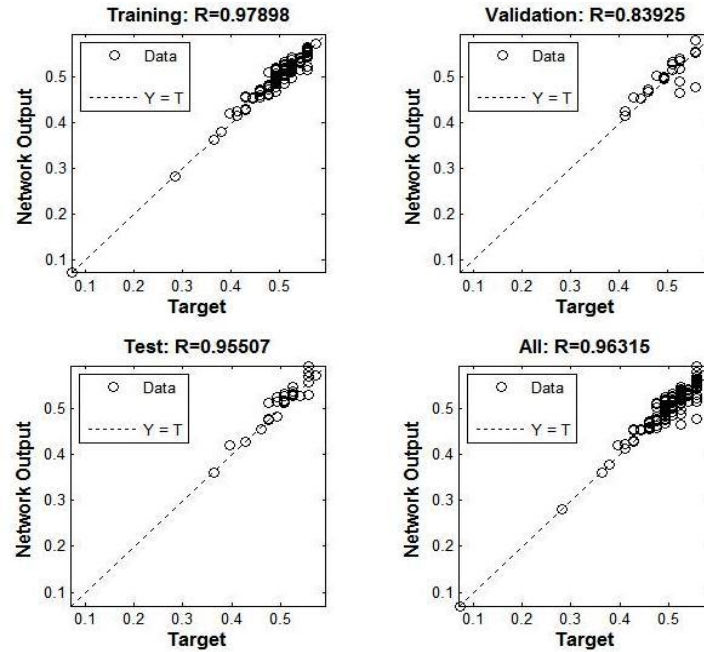 Training: R=0.97898
Data
Y = T
Network Output
0.5
0.4
0.3
0.2
0.1
0.1 0.2 0.3 0.4 0.5
Target
Validation: R=0.83925
Data
Y = T
Network Output
0.5
0.4
0.3
0.2
0.1
0.1 0.2 0.3 0.4 0.5
Target
Test: R=0.95507
Data
Y = T
Network Output
0.5
0.4
0.3
0.2
0.1
0.1 0.2 0.3 0.4 0.5
Target
All: R=0.96315
Data
Y = T
Network Output
0.5
0.4
0.3
0.2
0.1
0.1 0.2 0.3 0.4 0.5
Target